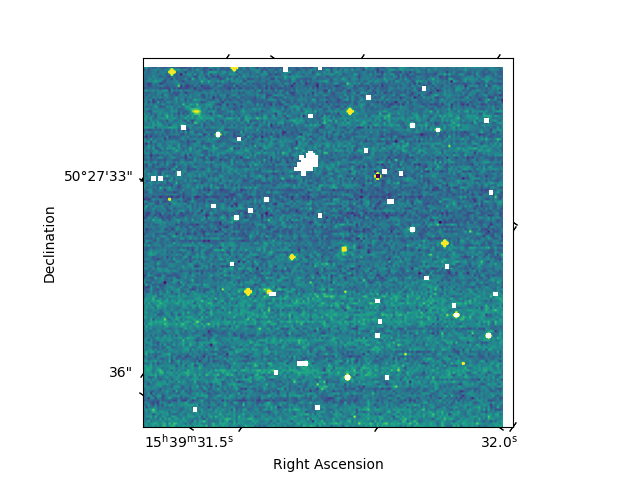 50°27'33"
Declination
36"
15ʰ39ᵐ31.5ˢ
32.0ˢ
Right Ascension